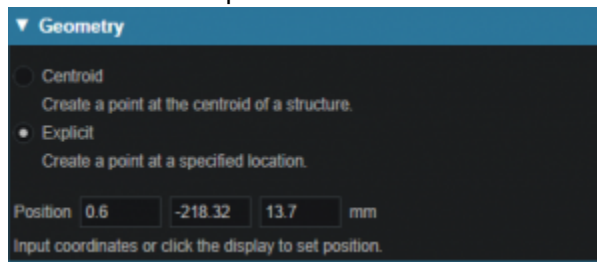 ▼ Geometry
Centroid
Create a point at the centroid of a structure.
Explicit
Create a point at a specified location.
Position 0.6 -218.32 13.7 mm
Input coordinates or click the display to set position.